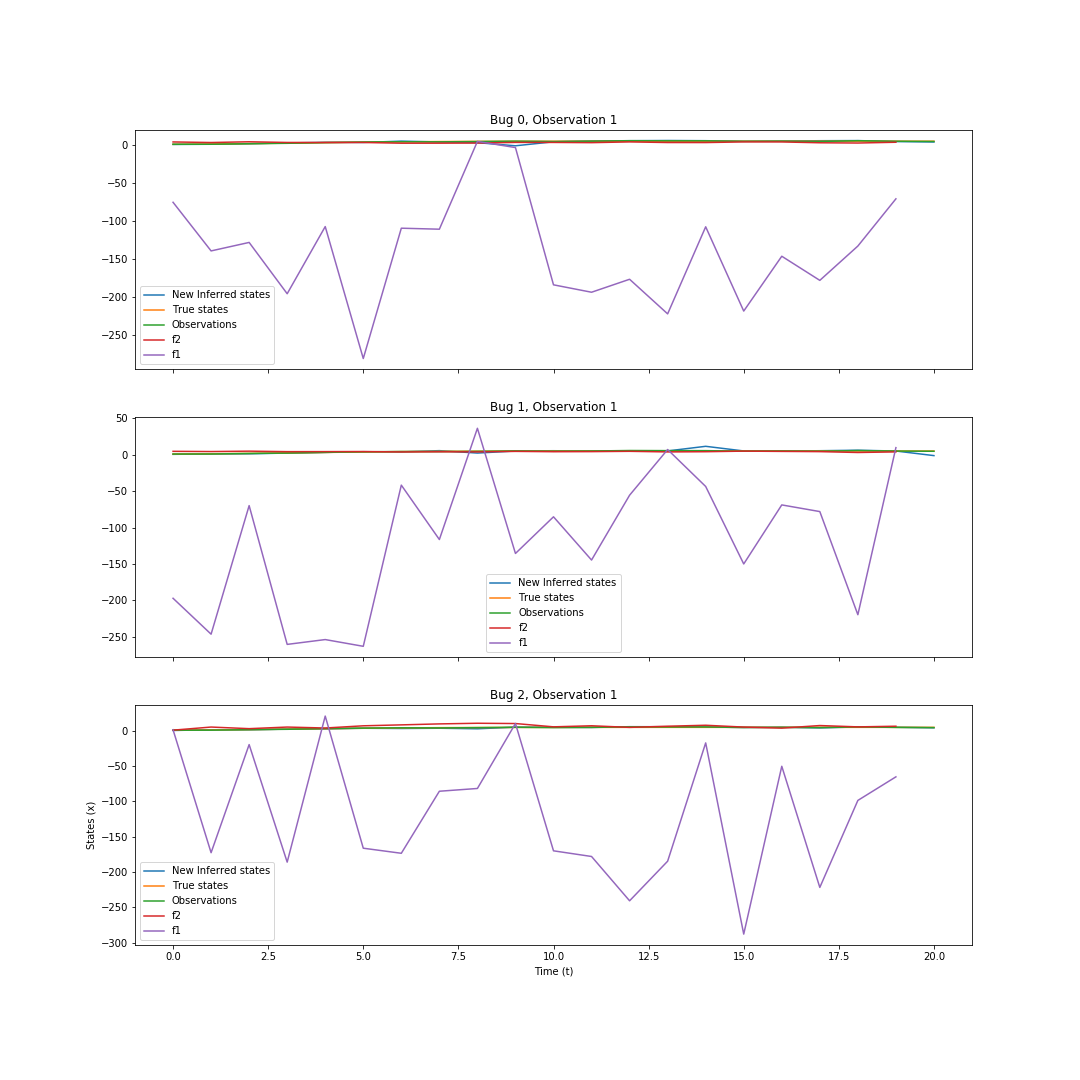 Bug 0, Observation 1
0
−50
−100
−150
−200
−250
New Inferred states
True states
Observations
f2
f1
Bug 1, Observation 1
50
0
−50
−100
−150
−200
−250
New Inferred states
True states
Observations
f2
f1
Bug 2, Observation 1
States (x)
0
−50
−100
−150
−200
−250
−300
New Inferred states
True states
Observations
f2
f1
0.0 2.5 5.0 7.5 10.0 12.5 15.0 17.5 20.0
Time (t)